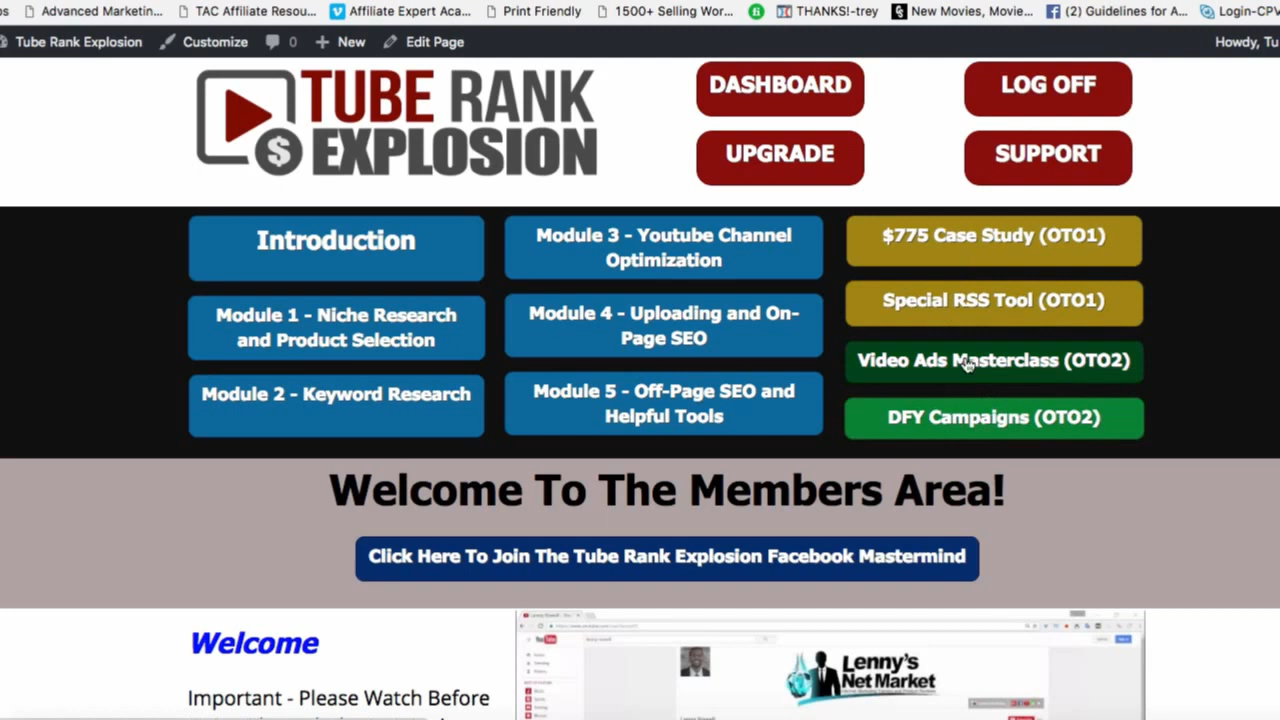 Advanced Marketin...
TAC Affiliate Resou...
Affiliate Expert Aca...
Print Friendly
1500+ Selling Wor...
THANKS!-trey
New Movies, Movie...
(2) Guidelines for A...
Login-CPV
Tube Rank Explosion
Customize
0
New
Edit Page
Howdy, Tu
TUBE RANK
EXPLOSION
DASHBOARD
LOG OFF
UPGRADE
SUPPORT
Introduction
Module 3 - Youtube Channel
Optimization
$775 Case Study (OTO1)
Module 1 - Niche Research
and Product Selection
Module 4 - Uploading and On-
Page SEO
Special RSS Tool (OTO1)
Video Ads Masterclass (OTO2)
Module 2 - Keyword Research
Module 5 - Off-Page SEO and
Helpful Tools
DFY Campaigns (OTO2)
Welcome To The Members Area!
Click Here To Join The Tube Rank Explosion Facebook Mastermind
Welcome
Important - Please Watch Before
YouTube
Lenny's
Net Market